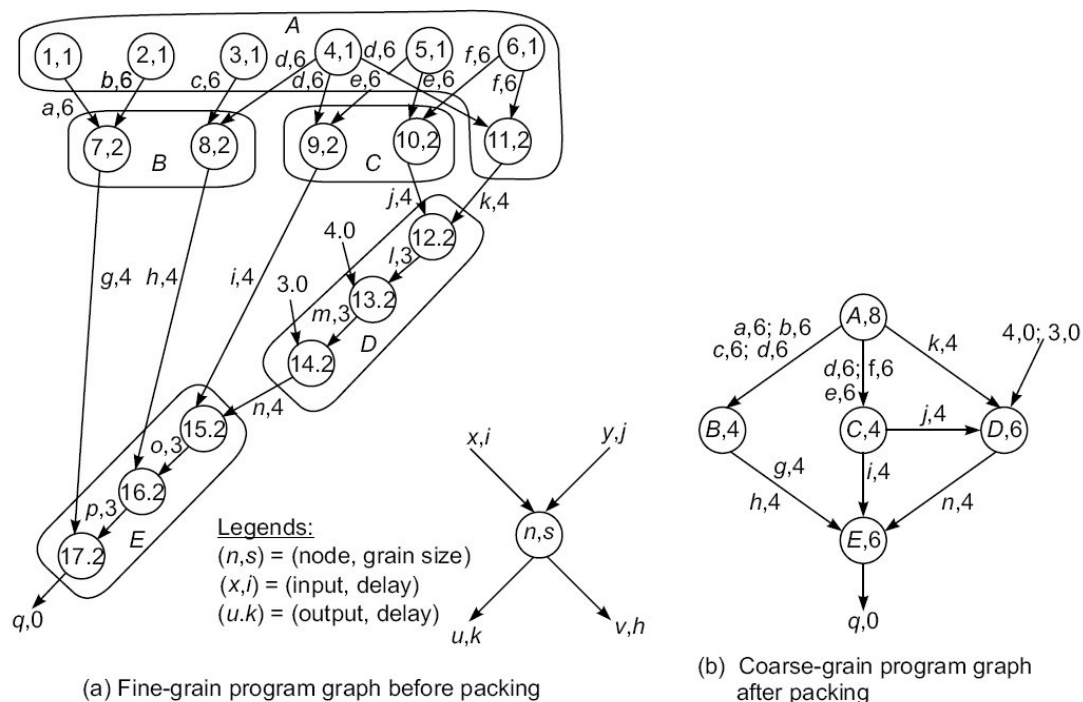 A
1,1 2,1 3,1 4,1 5,1 6,1
d,6 d,6 f,6
a,6 b,6 c,6 d,6 e,6 e,6 f,6
7,2 8,2 9,2 10,2 11,2
B C
j,4 k,4
12.2
g,4 h,4 i,4 4.0 l,3
3.0 13.2
m,3 D
14.2
n,4
15.2
o,3
16.2
p,3 E
17.2
q,0
Legends:
(n,s) = (node, grain size)
(x,i) = (input, delay)
(u.k) = (output, delay)
x,i y,j
n,s
u,k v,h
(a) Fine-grain program graph before packing
A,8
a,6; b,6
c,6; d,6
d,6; f,6
e,6
k,4
4,0; 3,0
B,4 C,4 j,4 D,6
g,4
h,4
i,4
n,4
E,6
q,0
(b) Coarse-grain program graph
after packing